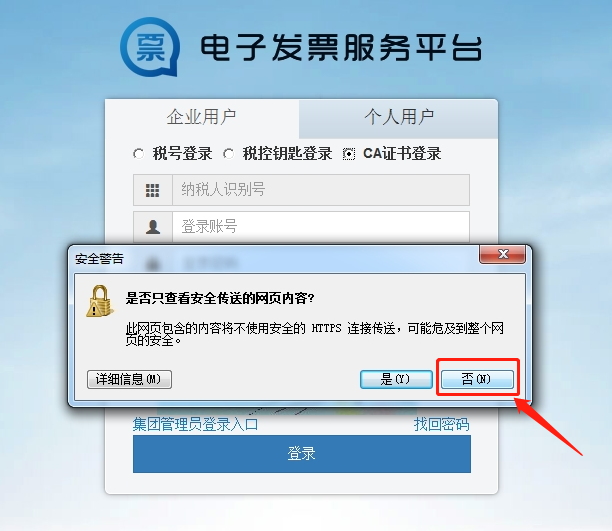 票 电子发票服务平台
企业用户 个人用户
税号登录 税控钥匙登录 CA证书登录
纳税人识别号
登录账号
安全警告
是否只查看安全传送的网页内容?
此网页包含的内容将不使用安全的 HTTPS 连接传送，可能危及到整个网
页的安全。
详细信息(M) 是(Y) 否(N)
集团管理员登录入口 找回密码
登录